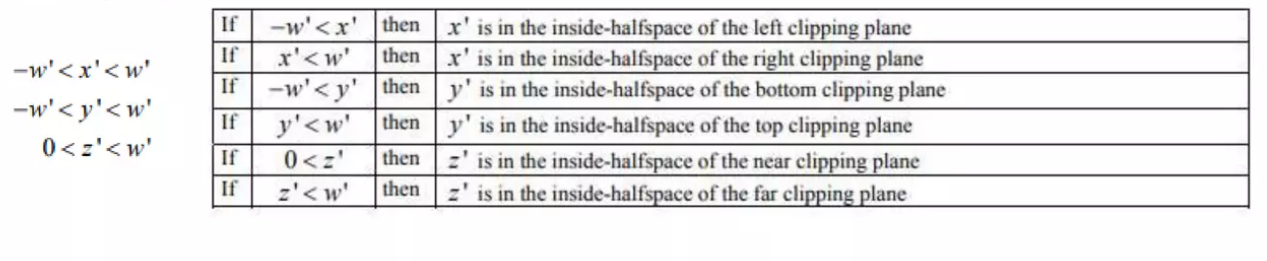 −w'<x'<w'
−w'<y'<w'
0<z'<w'
If −w'<x' then x' is in the inside-halfspace of the left clipping plane
If x'<w' then x' is in the inside-halfspace of the right clipping plane
If −w'<y' then y' is in the inside-halfspace of the bottom clipping plane
If y'<w' then y' is in the inside-halfspace of the top clipping plane
If 0<z' then z' is in the inside-halfspace of the near clipping plane
If z'<w' then z' is in the inside-halfspace of the far clipping plane